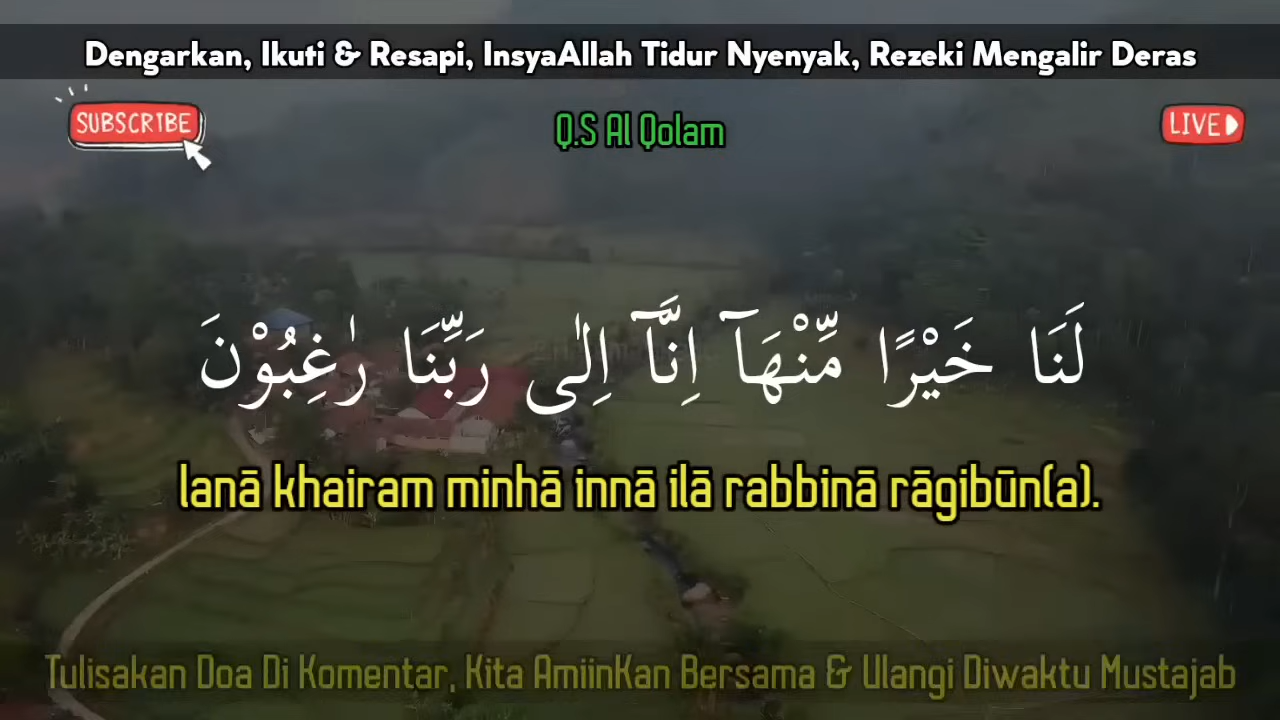 Dengarkan, Ikuti & Resapi, InsyaAllah Tidur Nyenyak, Rezeki Mengalir Deras
SUBSCRIBE
Q.S Al Qolam
LIVE
لَنَا خَيْرًا مِّنْهَآ اِنَّآ اِلٰى رَبِّنَا رٰغِبُوْنَ
lanā khairam minhā innā ilā rabbinā rāgibūn(a).
Tulisakan Doa Di Komentar, Kita AmiinKan Bersama & Ulangi Diwaktu Mustajab